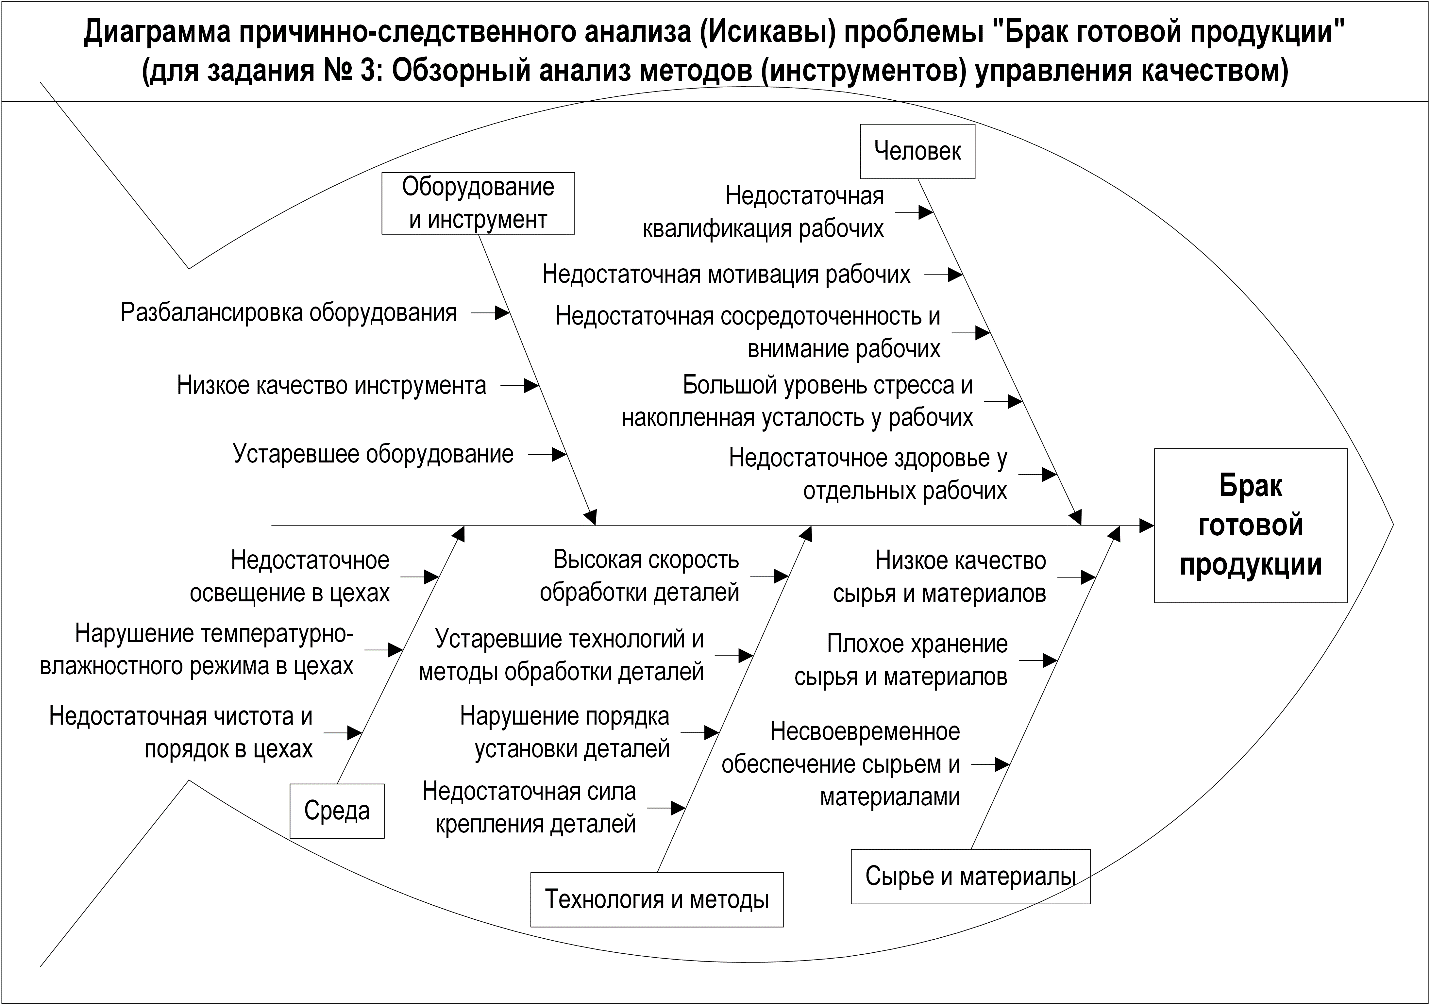 Диаграмма причинно-следственного анализа (Исикавы) проблемы "Брак готовой продукции"
(для задания № 3: Обзорный анализ методов (инструментов) управления качеством)
Человек
Недостаточная
квалификация рабочих
Недостаточная мотивация рабочих
Недостаточная сосредоточенность и
внимание рабочих
Большой уровень стресса и
накопленная усталость у рабочих
Недостаточное здоровье у
отдельных рабочих
Оборудование
и инструмент
Разбалансировка оборудования
Низкое качество инструмента
Устаревшее оборудование
Брак
готовой
продукции
Недостаточное
освещение в цехах
Нарушение температурно-
влажностного режима в цехах
Недостаточная чистота и
порядок в цехах
Среда
Высокая скорость
обработки деталей
Устаревшие технологий и
методы обработки деталей
Нарушение порядка
установки деталей
Недостаточная сила
крепления деталей
Технология и методы
Низкое качество
сырья и материалов
Плохое хранение
сырья и материалов
Несвоевременное
обеспечение сырьем и
материалами
Сырье и материалы